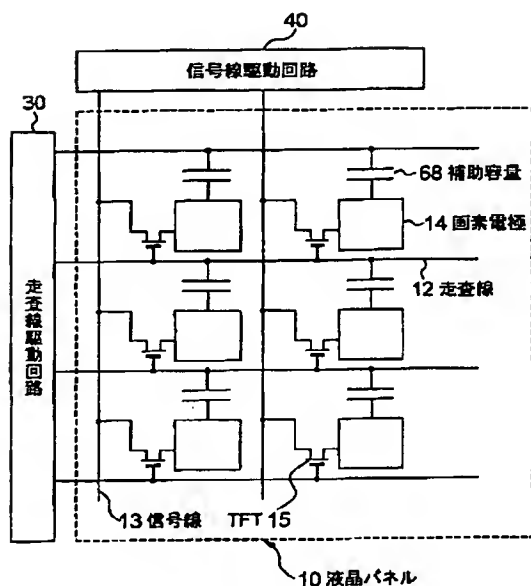 40
信号線駆動回路
30
68 補助容量
14 画素電極
12 走査線
走査線駆動回路
13 信号線
TFT 15
10 液晶パネル